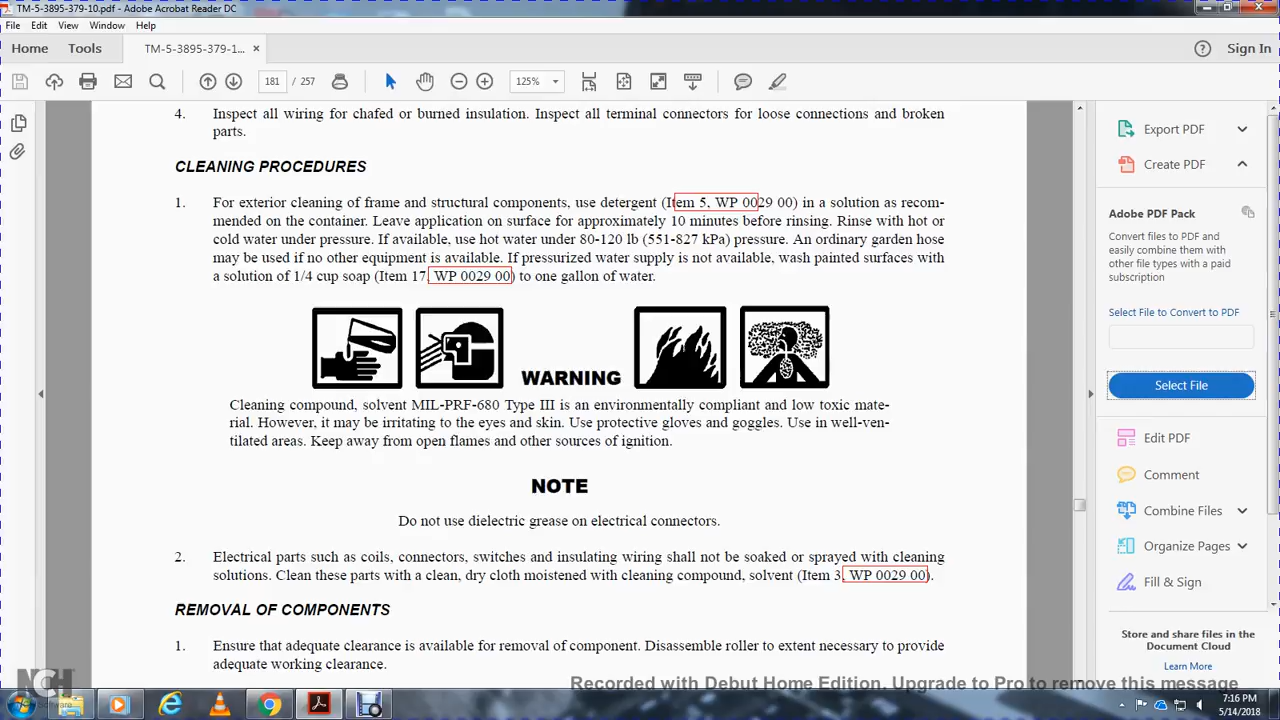 TM-5-3895-379-10.pdf - Adobe Acrobat Reader DC
File Edit View Window Help
Home Tools TM-5-3895-379-1... × Sign In
181 / 257 125%
4. Inspect all wiring for chafed or burned insulation. Inspect all terminal connectors for loose connections and broken
parts.
CLEANING PROCEDURES
1. For exterior cleaning of frame and structural components, use detergent (Item 5, WP 0029 00) in a solution as recom-
mended on the container. Leave application on surface for approximately 10 minutes before rinsing. Rinse with hot or
cold water under pressure. If available, use hot water under 80-120 lb (551-827 kPa) pressure. An ordinary garden hose
may be used if no other equipment is available. If pressurized water supply is not available, wash painted surfaces with
a solution of 1/4 cup soap (Item 17, WP 0029 00) to one gallon of water.
WARNING
Cleaning compound, solvent MIL-PRF-680 Type III is an environmentally compliant and low toxic mate-
rial. However, it may be irritating to the eyes and skin. Use protective gloves and goggles. Use in well-ven-
tilated areas. Keep away from open flames and other sources of ignition.
NOTE
Do not use dielectric grease on electrical connectors.
2. Electrical parts such as coils, connectors, switches and insulating wiring shall not be soaked or sprayed with cleaning
solutions. Clean these parts with a clean, dry cloth moistened with cleaning compound, solvent (Item 3, WP 0029 00).
REMOVAL OF COMPONENTS
1. Ensure that adequate clearance is available for removal of component. Disassemble roller to extent necessary to provide
adequate working clearance.
Export PDF
Create PDF
Adobe PDF Pack
Convert files to PDF and
easily combine them with
other file types with a paid
subscription
Select File to Convert to PDF
Select File
Edit PDF
Comment
Combine Files
Organize Pages
Fill & Sign
Store and share files in the
Document Cloud
Learn More
NCH
Software
Recorded with Debut Home Edition. Upgrade to Pro to remove this message
7:16 PM
5/14/2018